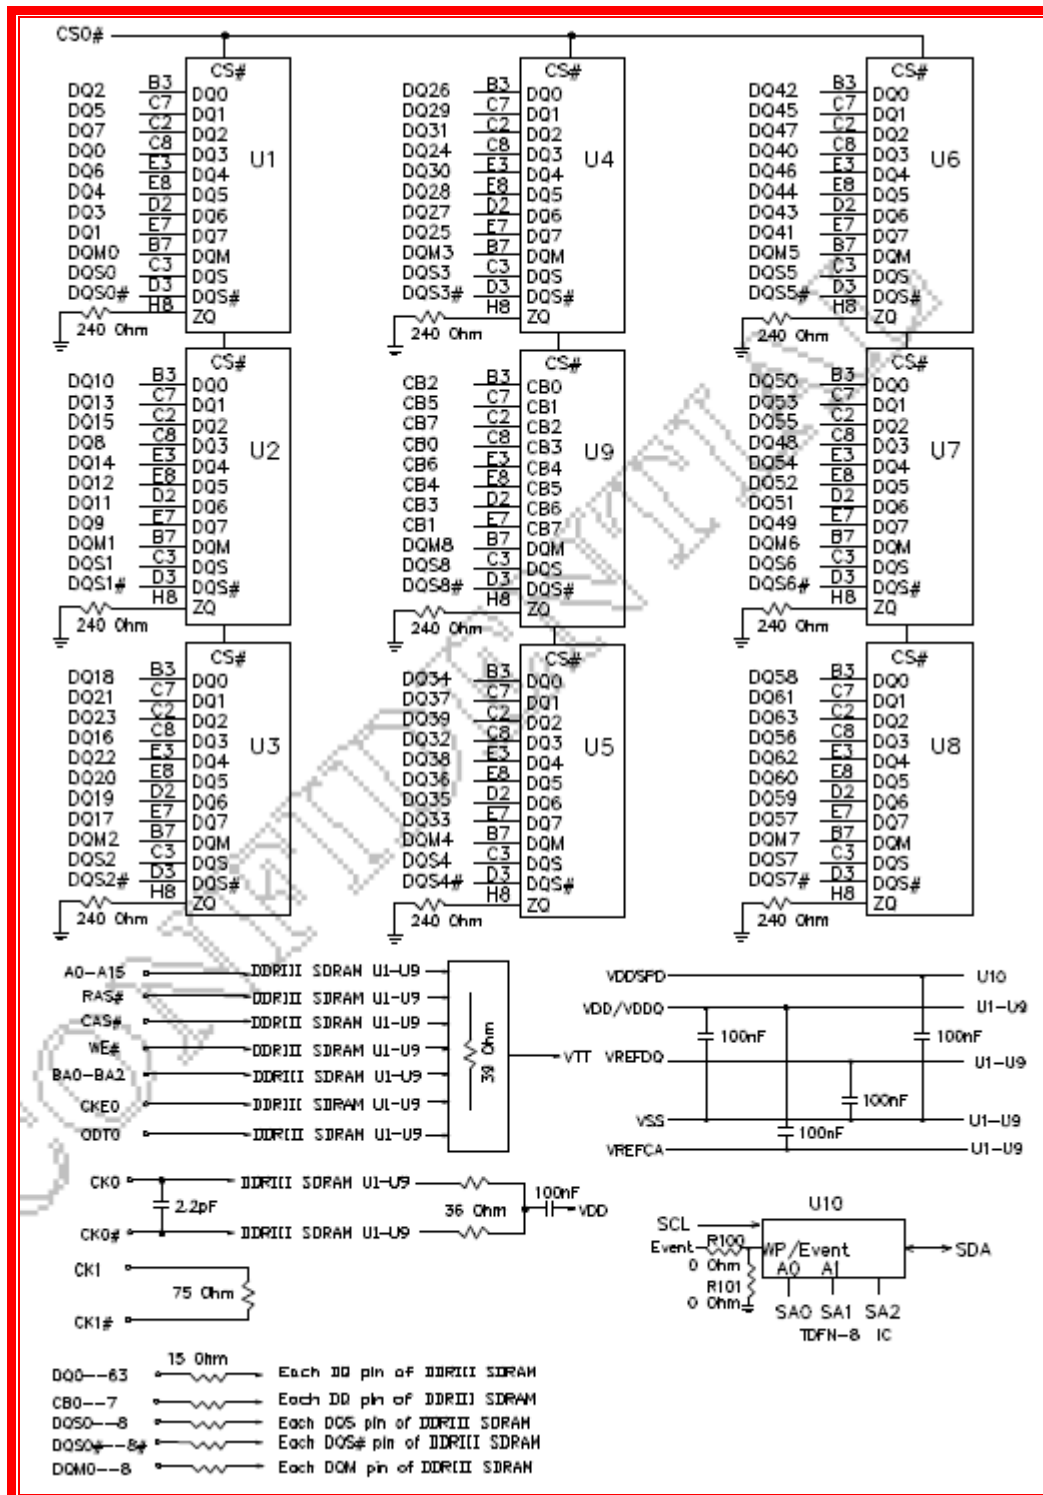 CS0#
CS#
DQ2 B3 DQ0
DQ5 C7 DQ1
DQ7 C2 DQ2
DQ0 C8 DQ3
DQ6 E3 DQ4
DQ4 E8 DQ5
DQ3 D2 DQ6
DQ1 E7 DQ7
DQM0 B7 DQM
DQS0 C3 DQS
DQS0# D3 DQS#
H8 ZQ
240 Ohm
U1
CS#
DQ26 B3 DQ0
DQ29 C7 DQ1
DQ31 C2 DQ2
DQ24 C8 DQ3
DQ30 E3 DQ4
DQ28 E8 DQ5
DQ27 D2 DQ6
DQ25 E7 DQ7
DQM3 B7 DQM
DQS3 C3 DQS
DQS3# D3 DQS#
H8 ZQ
240 Ohm
U4
CS#
DQ42 B3 DQ0
DQ45 C7 DQ1
DQ47 C2 DQ2
DQ40 C8 DQ3
DQ46 E3 DQ4
DQ44 E8 DQ5
DQ43 D2 DQ6
DQ41 E7 DQ7
DQM5 B7 DQM
DQS5 C3 DQS
DQS5# D3 DQS#
H8 ZQ
240 Ohm
U6
CS#
DQ10 B3 DQ0
DQ13 C7 DQ1
DQ15 C2 DQ2
DQ8 C8 DQ3
DQ14 E3 DQ4
DQ12 E8 DQ5
DQ11 D2 DQ6
DQ9 E7 DQ7
DQM1 B7 DQM
DQS1 C3 DQS
DQS1# D3 DQS#
H8 ZQ
240 Ohm
U2
CS#
CB2 B3 CB0
CB5 C7 CB1
CB7 C2 CB2
CB0 C8 CB3
CB6 E3 CB4
CB4 E8 CB5
CB3 D2 CB6
CB1 E7 CB7
DQM8 B7 DQM
DQS8 C3 DQS
DQS8# D3 DQS#
H8 ZQ
240 Ohm
U9
CS#
DQ50 B3 DQ0
DQ53 C7 DQ1
DQ55 C2 DQ2
DQ48 C8 DQ3
DQ54 E3 DQ4
DQ52 E8 DQ5
DQ51 D2 DQ6
DQ49 E7 DQ7
DQM6 B7 DQM
DQS6 C3 DQS
DQS6# D3 DQS#
H8 ZQ
240 Ohm
U7
CS#
DQ18 B3 DQ0
DQ21 C7 DQ1
DQ23 C2 DQ2
DQ16 C8 DQ3
DQ22 E3 DQ4
DQ20 E8 DQ5
DQ19 D2 DQ6
DQ17 E7 DQ7
DQM2 B7 DQM
DQS2 C3 DQS
DQS2# D3 DQS#
H8 ZQ
240 Ohm
U3
CS#
DQ34 B3 DQ0
DQ37 C7 DQ1
DQ39 C2 DQ2
DQ32 C8 DQ3
DQ38 E3 DQ4
DQ36 E8 DQ5
DQ35 D2 DQ6
DQ33 E7 DQ7
DQM4 B7 DQM
DQS4 C3 DQS
DQS4# D3 DQS#
H8 ZQ
240 Ohm
U5
CS#
DQ58 B3 DQ0
DQ61 C7 DQ1
DQ63 C2 DQ2
DQ56 C8 DQ3
DQ62 E3 DQ4
DQ60 E8 DQ5
DQ59 D2 DQ6
DQ57 E7 DQ7
DQM7 B7 DQM
DQS7 C3 DQS
DQS7# D3 DQS#
H8 ZQ
240 Ohm
U8
CONFIDENTIAL
A0-A15 DDRIII SDRAM U1-U9
RAS# DDRIII SDRAM U1-U9
CAS# DDRIII SDRAM U1-U9
WE# DDRIII SDRAM U1-U9
BA0-BA2 DDRIII SDRAM U1-U9
CKE0 DDRIII SDRAM U1-U9
ODT0 DDRIII SDRAM U1-U9
39 Ohm
VTT
VDDSPD U10
VDD/VDDQ U1-U9
100nF 100nF
VREFDQ U1-U9
100nF
VSS U1-U9
100nF
VREFCA U1-U9
CK0 DDRIII SDRAM U1-U9
2.2pF 36 Ohm 100nF VDD
CK0# DDRIII SDRAM U1-U9
CK1
75 Ohm
CK1#
U10
SCL
Event R100 WP/Event SDA
0 Ohm A0 A1
R101
0 Ohm
SA0 SA1 SA2
TDFN-8 IC
15 Ohm
DQ0--63 Each DQ pin of DDRIII SDRAM
CB0--7 Each DQ pin of DDRIII SDRAM
DQS0--8 Each DQS pin of DDRIII SDRAM
DQS0#--8# Each DQS# pin of DDRIII SDRAM
DQM0--8 Each DQM pin of DDRIII SDRAM